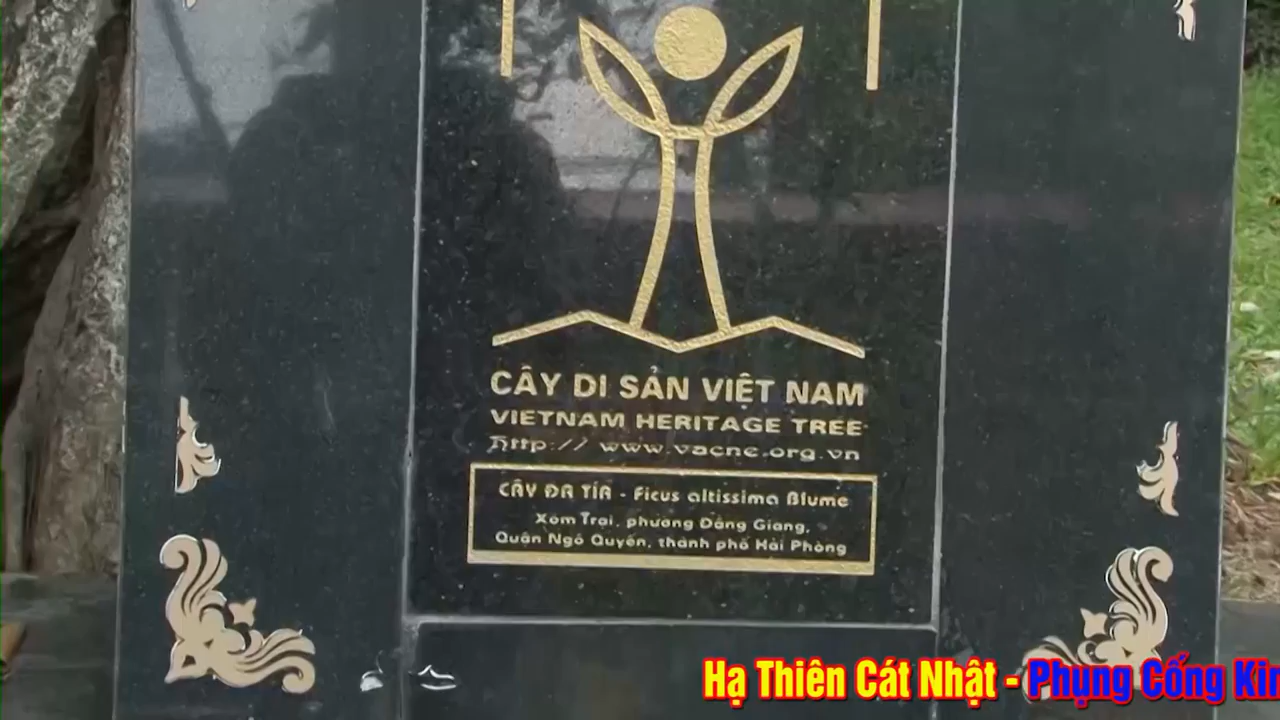 CÂY DI SẢN VIỆT NAM
VIETNAM HERITAGE TREE
http:// www.vacne.org.vn
CÂY ĐA TÍA - Ficus altissima Blume
Xóm Trại, phường Đằng Giang,
Quận Ngô Quyền, thành phố Hải Phòng
Hạ Thiên Cát Nhật - Phụng Cống Kin